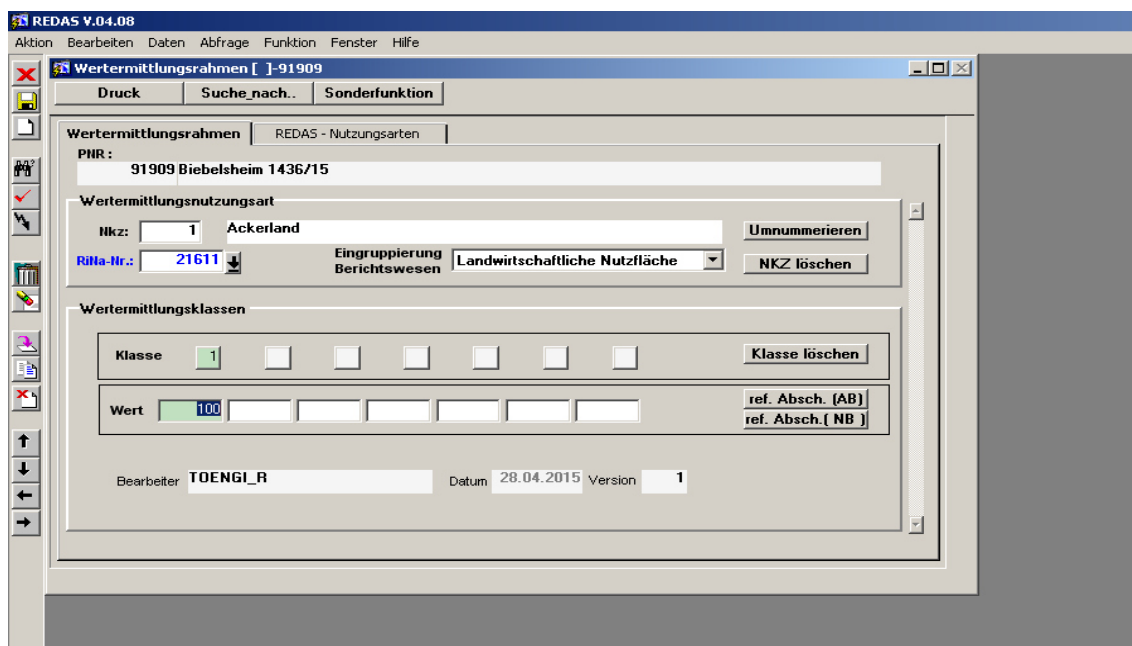 REDAS V.04.08
Aktion Bearbeiten Daten Abfrage Funktion Fenster Hilfe
Wertermittlungsrahmen [ ]-91909
Druck Suche_nach.. Sonderfunktion
Wertermittlungsrahmen REDAS - Nutzungsarten
PNR :
91909 Biebelsheim 1436/15
Wertermittlungsnutzungsart
Nkz: 1 Ackerland Umnummerieren
RiNa-Nr.: 21611 Eingruppierung Berichtswesen Landwirtschaftliche Nutzfläche NKZ löschen
Wertermittlungsklassen
Klasse 1 Klasse löschen
Wert 100 ref. Absch. (AB)
ref. Absch.( NB )
Bearbeiter TOENGI_R Datum 28.04.2015 Version 1